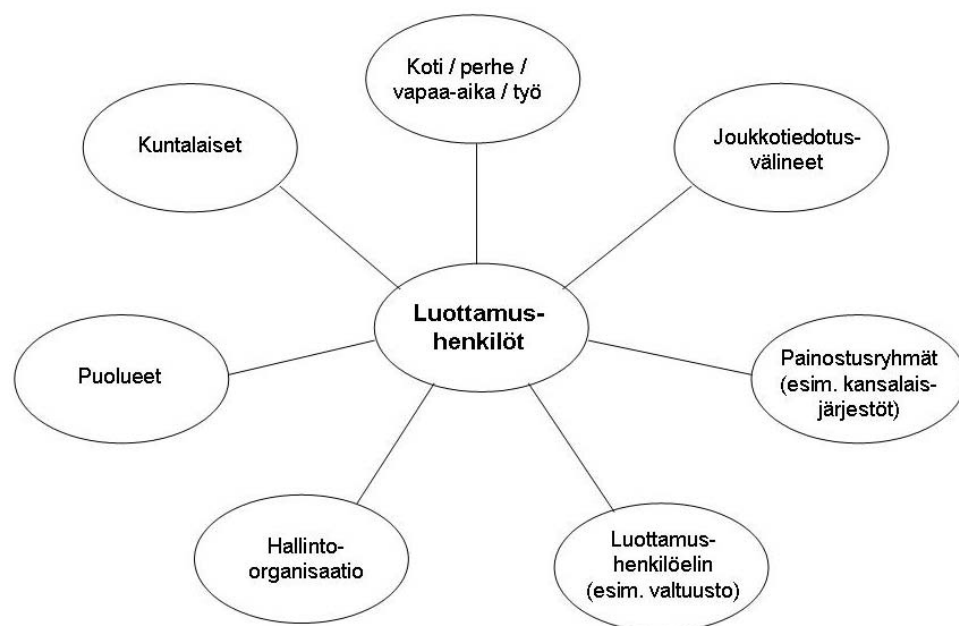 Koti / perhe /
vapaa-aika / työ
Kuntalaiset
Joukkotiedotus-
välineet
Luottamus-
henkilöt
Puolueet
Painostusryhmät
(esim. kansalais-
järjestöt)
Hallinto-
organisaatio
Luottamus-
henkilöelin
(esim. valtuusto)